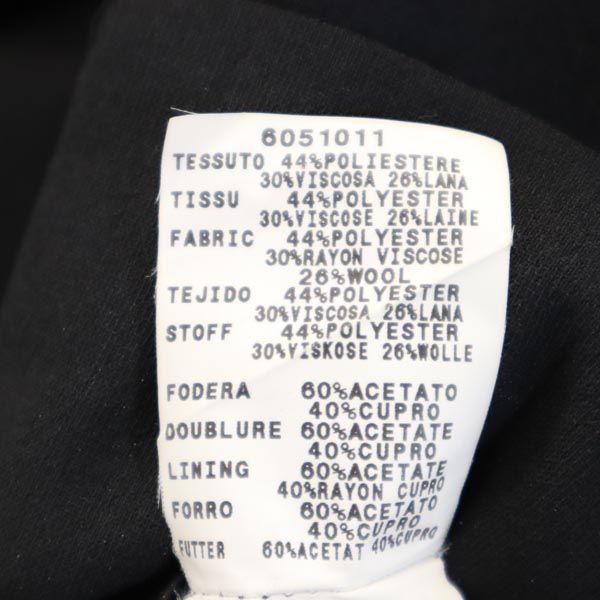 6051011
TESSUTO 44%POLIESTERE
30%VISCOSA 26%LANA
TISSU 44%POLYESTER
30%VISCOSE 26%LAINE
FABRIC 44%POLYESTER
30%RAYON VISCOSE
26%WOOL
TEJIDO 44%POLYESTER
30%VISCOSA 26%LANA
STOFF 44%POLYESTER
30%VISKOSE 26%WOLLE
FODERA 60%ACETATO
40%CUPRO
DOUBLURE 60%ACETATE
40%CUPRO
LINING 60%ACETATE
40%RAYON CUPRO
FORRO 60%ACETATO
40%CUPRO
FUTTER 60%ACETAT 40%CUPRO